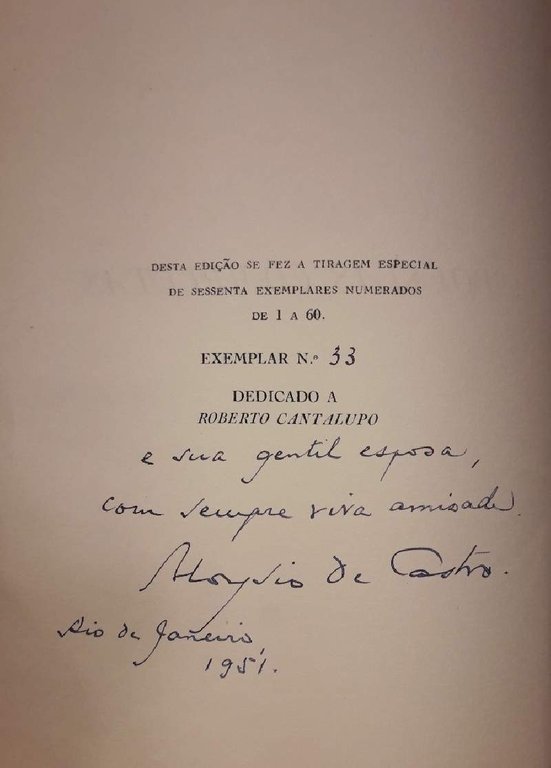 DESTA EDIÇÃO SE FEZ A TIRAGEM ESPECIAL
DE SESSENTA EXEMPLARES NUMERADOS
DE 1 A 60.
EXEMPLAR N.º 33
DEDICADO A
ROBERTO CANTALUPO
e sua gentil esposa,
com sempre viva amizade.
Aloysio de Castro.
Rio de Janeiro,
1951.